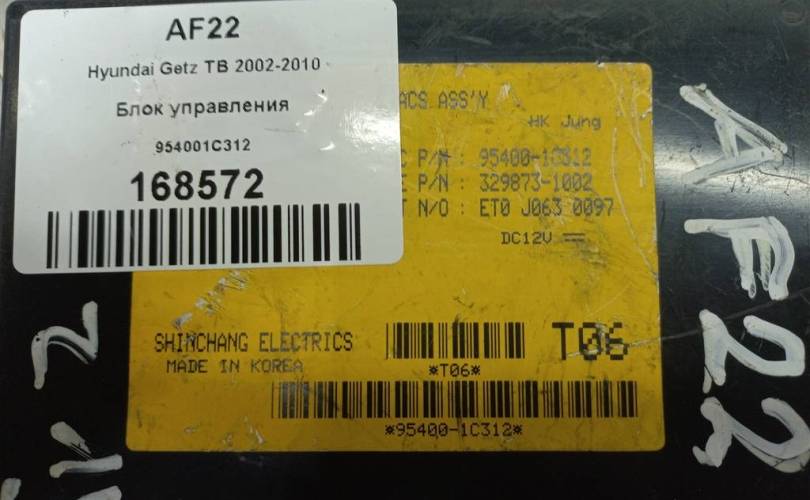 AF22
Hyundai Getz TB 2002-2010
Блок управления
954001C312
168572
ACS ASS'Y
HK Jung
C P/N : 95400-1C312
E P/N : 329873-1002
T N/O : ET0 J063 0097
DC12V
SHINCHANG ELECTRICS
MADE IN KOREA
T06
*T06*
*95400-1C312*
AF22